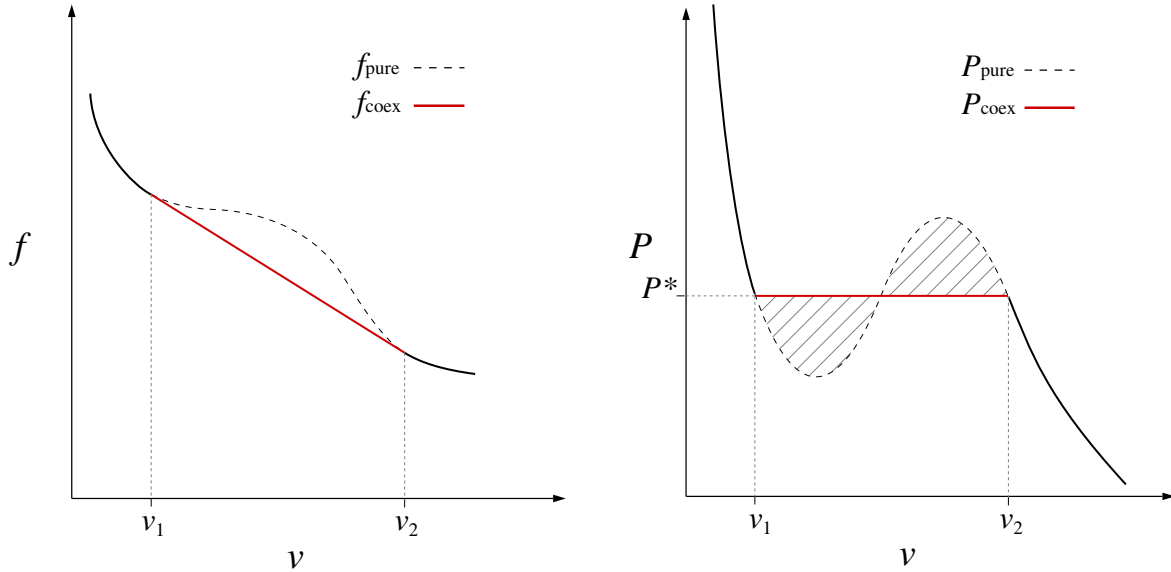 f_pure
f_coex
f
v_1
v_2
v
P_pure
P_coex
P
P*
v_1
v_2
v